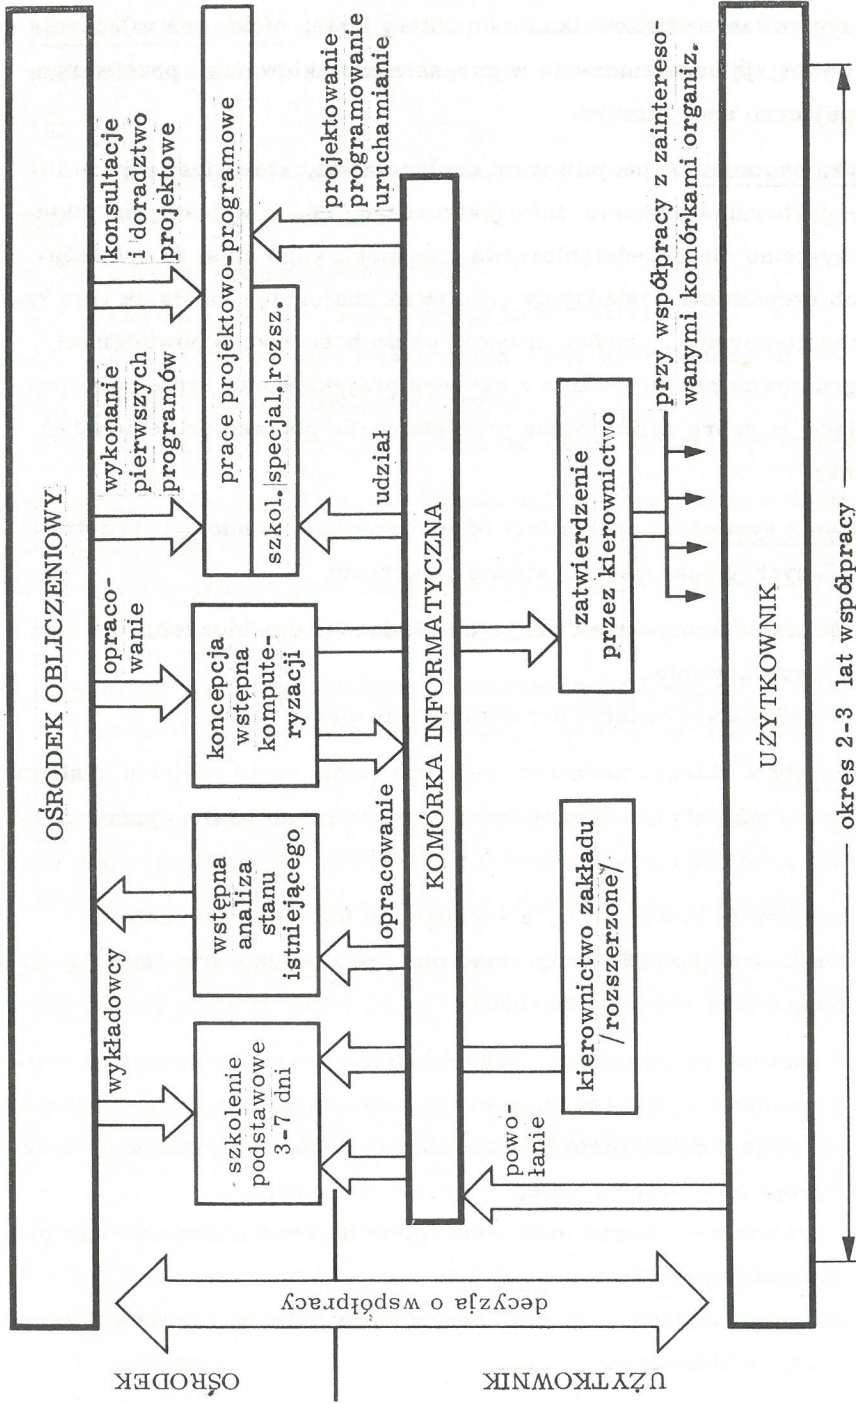 OŚRODEK OBLICZENIOWY
wykładowcy
opraco-
wanie
wykonanie
pierwszych
programów
konsultacje
i doradztwo
projektowe
szkolenie
podstawowe
3-7 dni
wstępna
analiza
stanu
istniejącego
koncepcja
wstępna
kompute-
ryzacji
prace projektowo-programowe
szkol. specjal. rozsz.
opracowanie
udział
projektowanie
programowanie
uruchamianie
KOMÓRKA INFORMATYCZNA
powo-
łanie
kierownictwo zakładu
/rozszerzone/
zatwierdzenie
przez kierownictwo
przy współpracy z zaintereso-
wanymi komórkami organiz.
UŻYTKOWNIK
okres 2-3 lat współpracy
decyzja o współpracy
OŚRODEK
UŻYTKOWNIK